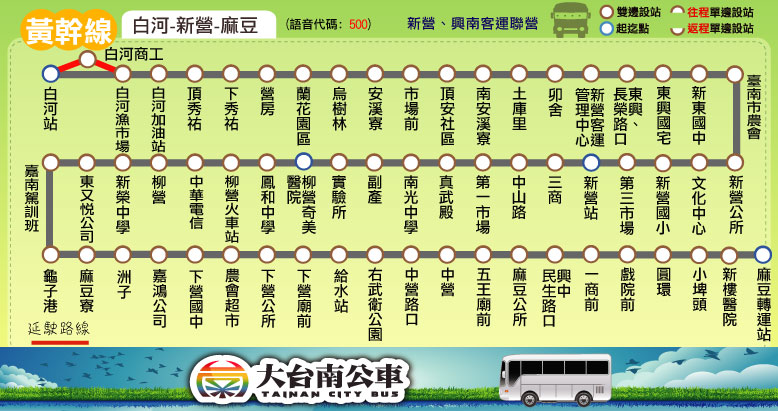 黃幹線
白河-新營-麻豆
(語音代碼: 500)
新營、興南客運聯營
雙邊設站
起迄點
往程單邊設站
返程單邊設站
白河站
白河商工
白河漁市場
白河加油站
頂秀祐
下秀祐
營房
蘭花園區
烏樹林
安溪寮
市場前
頂安社區
南安溪寮
土庫里
卯舍
新營客運管理中心
東興、長榮路口
東興國宅
新東國中
臺南市農會
新營公所
文化中心
新營國小
第三市場
新營站
三商
中山路
第一市場
真武殿
南光中學
副產
實驗所
柳營奇美醫院
鳳和中學
柳營火車站
中華電信
柳營
新榮中學
東又悅公司
嘉南駕訓班
龜子港
麻豆寮
洲子
嘉鴻公司
下營國中
農會超市
下營公所
下營廟前
給水站
右武衛公園
中營路口
中營
五王廟前
麻豆公所
興中民生路口
一商前
戲院前
圓環
小埤頭
新樓醫院
麻豆轉運站
延駛路線
大台南公車
TAINAN CITY BUS